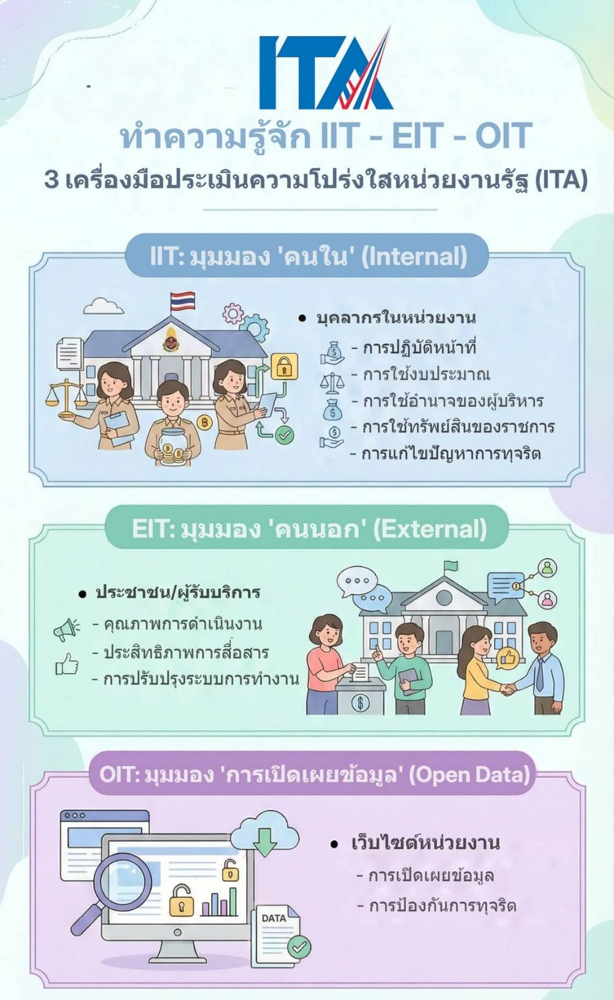 ITA
ทำความรู้จัก IIT - EIT - OIT
3 เครื่องมือประเมินความโปร่งใสหน่วยงานรัฐ (ITA)
IIT: มุมมอง 'คนใน' (Internal)
• บุคลากรในหน่วยงาน
- การปฏิบัติหน้าที่
- การใช้งบประมาณ
- การใช้อำนาจของผู้บริหาร
- การใช้ทรัพย์สินของราชการ
- การแก้ไขปัญหาการทุจริต
EIT: มุมมอง 'คนนอก' (External)
• ประชาชน/ผู้รับบริการ
- คุณภาพการดำเนินงาน
- ประสิทธิภาพการสื่อสาร
- การปรับปรุงระบบการทำงาน
OIT: มุมมอง 'การเปิดเผยข้อมูล' (Open Data)
• เว็บไซต์หน่วยงาน
- การเปิดเผยข้อมูล
- การป้องกันการทุจริต
DATA